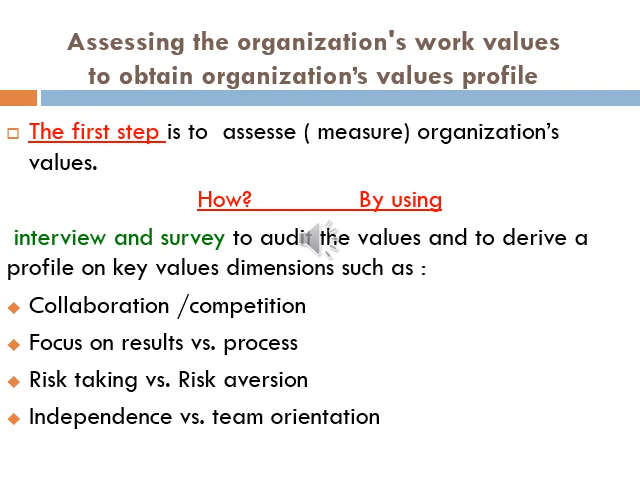 Assessing the organization's work values
to obtain organization’s values profile
The first step is to assesse ( measure) organization’s
values.
How? By using
interview and survey to audit the values and to derive a
profile on key values dimensions such as :
Collaboration /competition
Focus on results vs. process
Risk taking vs. Risk aversion
Independence vs. team orientation